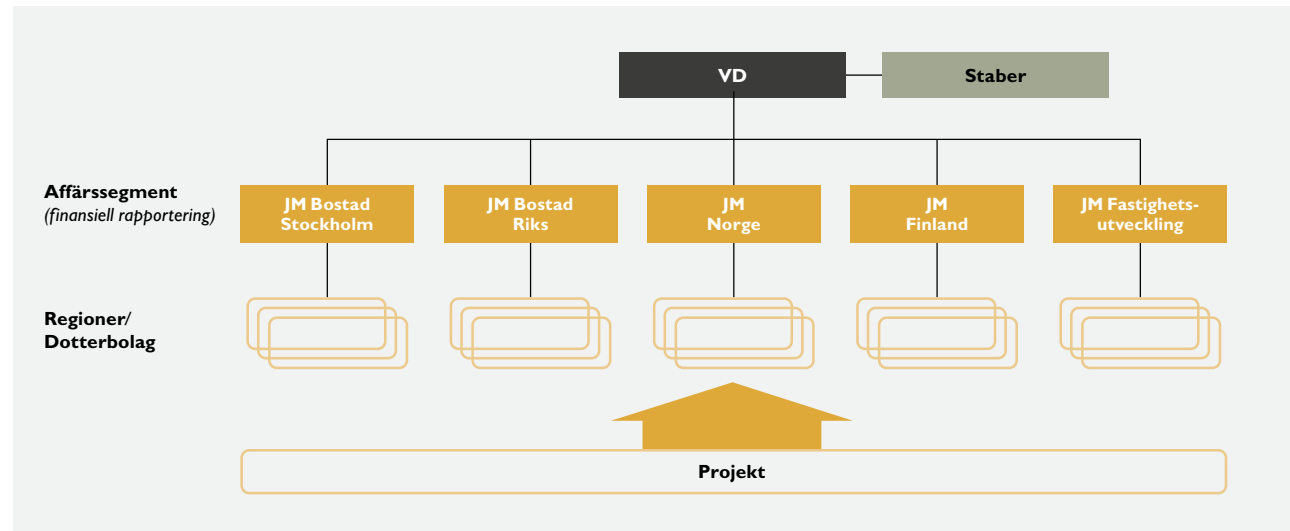 VD
Staber
Affärssegment
(finansiell rapportering)
JM Bostad
Stockholm
JM Bostad
Riks
JM
Norge
JM
Finland
JM Fastighets-
utveckling
Regioner/
Dotterbolag
Projekt